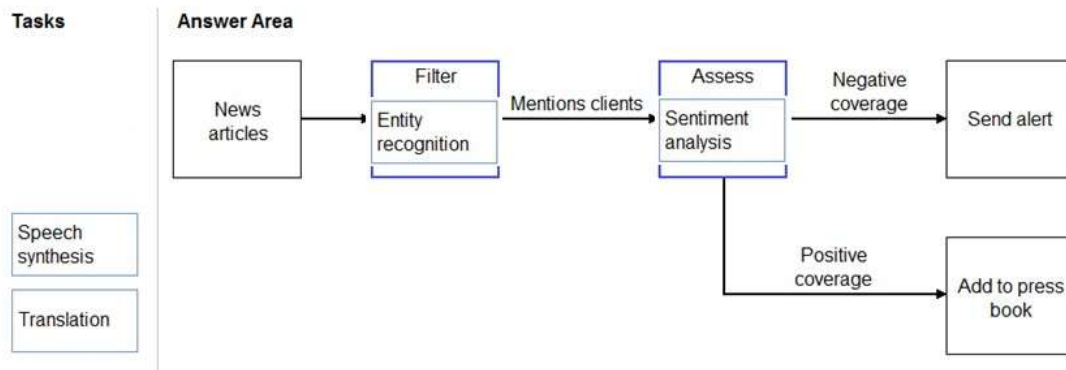 Tasks
Answer Area
News
articles
Filter
Entity
recognition
Mentions clients
Assess
Sentiment
analysis
Negative
coverage
Send alert
Speech
synthesis
Translation
Positive
coverage
Add to press
book